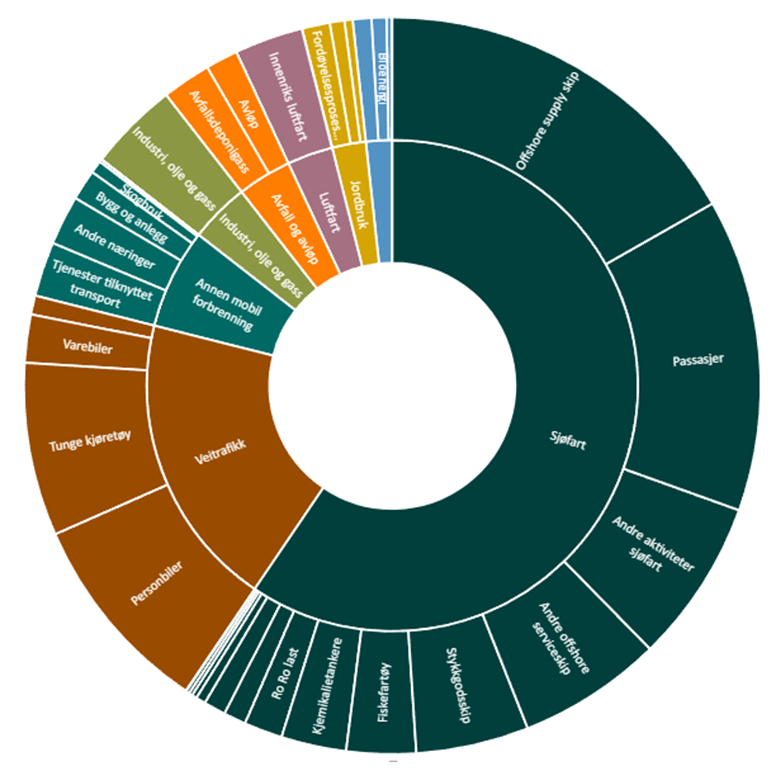 Sjøfart
Offshore supply skip
Passasjer
Andre aktiviteter
sjøfart
Andre offshore
serviceskip
Stykkgodsskip
Fiskefartøy
Kjemikalietankere
Ro Ro last
Veitrafikk
Personbiler
Tunge kjøretøy
Varebiler
Annen mobil
forbrenning
Tjenester tilknyttet
transport
Andre næringer
Bygg og anlegg
Skogbruk
Industri, olje og gass
Industri, olje og gass
Avfall og avløp
Avfallsdeponigass
Avløp
Luftfart
Innenriks luftfart
Jordbruk
Fordøyelsesproses...